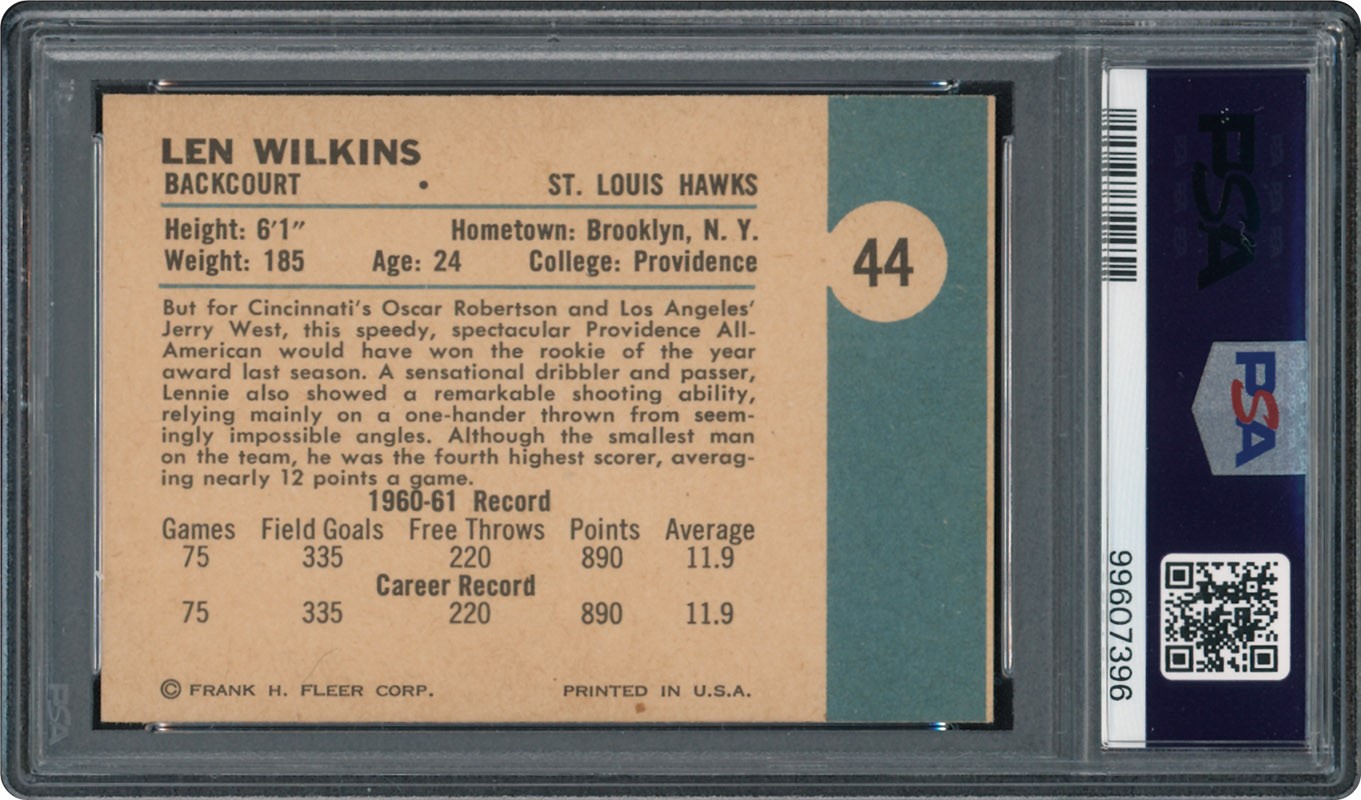 LEN WILKINS
BACKCOURT • ST. LOUIS HAWKS
Height: 6'1" Hometown: Brooklyn, N. Y.
Weight: 185 Age: 24 College: Providence
44
But for Cincinnati's Oscar Robertson and Los Angeles'
Jerry West, this speedy, spectacular Providence All-
American would have won the rookie of the year
award last season. A sensational dribbler and passer,
Lennie also showed a remarkable shooting ability,
relying mainly on a one-hander thrown from seem-
ingly impossible angles. Although the smallest man
on the team, he was the fourth highest scorer, averag-
ing nearly 12 points a game.
1960-61 Record
Games Field Goals Free Throws Points Average
75 335 220 890 11.9
Career Record
75 335 220 890 11.9
© FRANK H. FLEER CORP. PRINTED IN U.S.A.
PSA
PSA
99607396
PSA